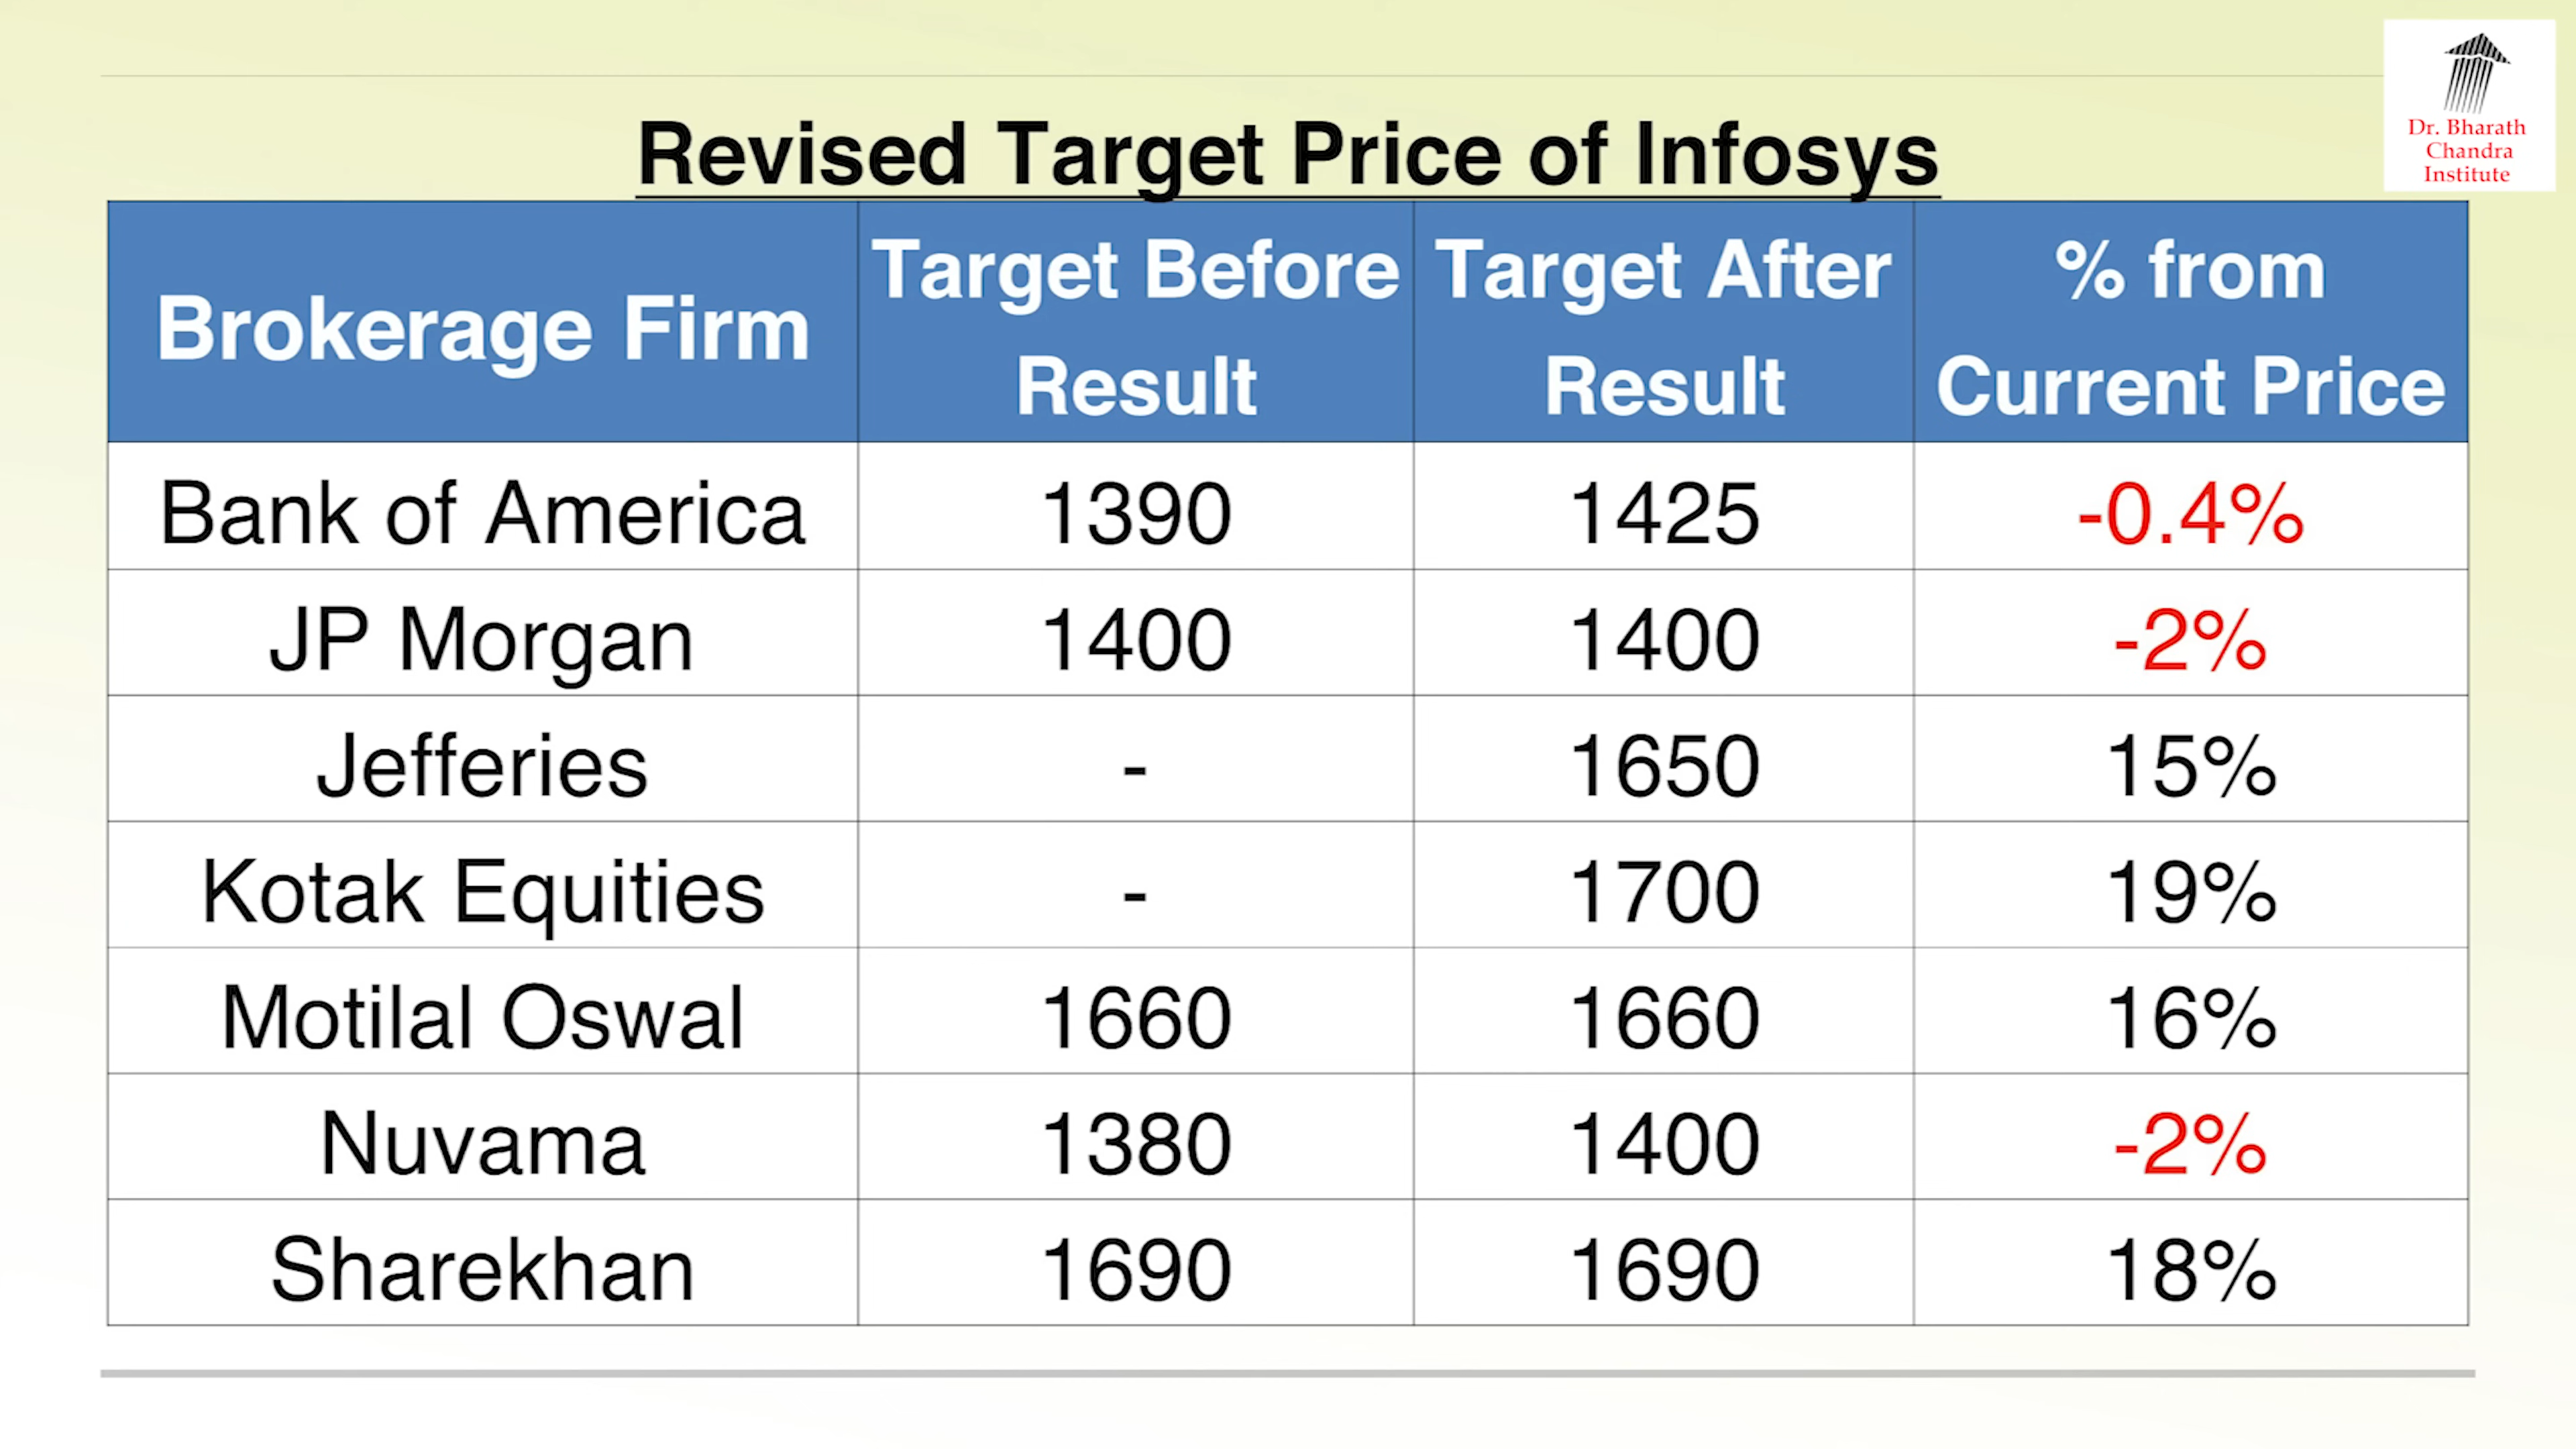 Dr. Bharath
Chandra
Institute
Revised Target Price of Infosys
Brokerage Firm Target Before Result Target After Result % from Current Price
Bank of America 1390 1425 -0.4%
JP Morgan 1400 1400 -2%
Jefferies - 1650 15%
Kotak Equities - 1700 19%
Motilal Oswal 1660 1660 16%
Nuvama 1380 1400 -2%
Sharekhan 1690 1690 18%